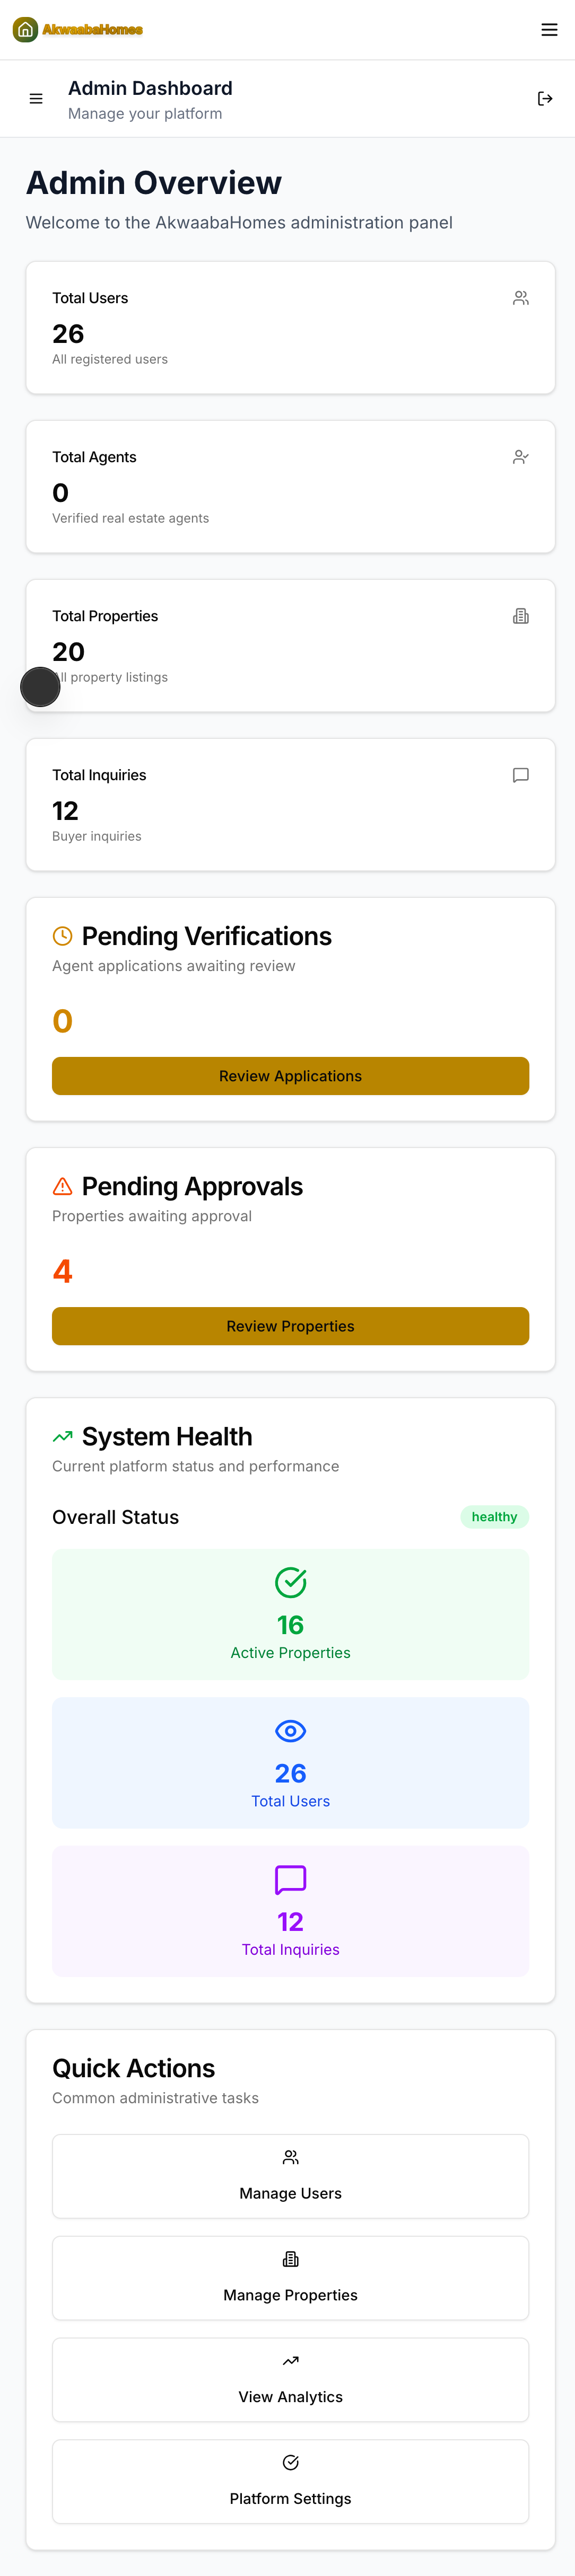 AkwaabaHomes
Admin Dashboard
Manage your platform
Admin Overview
Welcome to the AkwaabaHomes administration panel
Total Users
26
All registered users
Total Agents
0
Verified real estate agents
Total Properties
20
All property listings
Total Inquiries
12
Buyer inquiries
Pending Verifications
Agent applications awaiting review
0
Review Applications
Pending Approvals
Properties awaiting approval
4
Review Properties
System Health
Current platform status and performance
Overall Status
healthy
16
Active Properties
26
Total Users
12
Total Inquiries
Quick Actions
Common administrative tasks
Manage Users
Manage Properties
View Analytics
Platform Settings